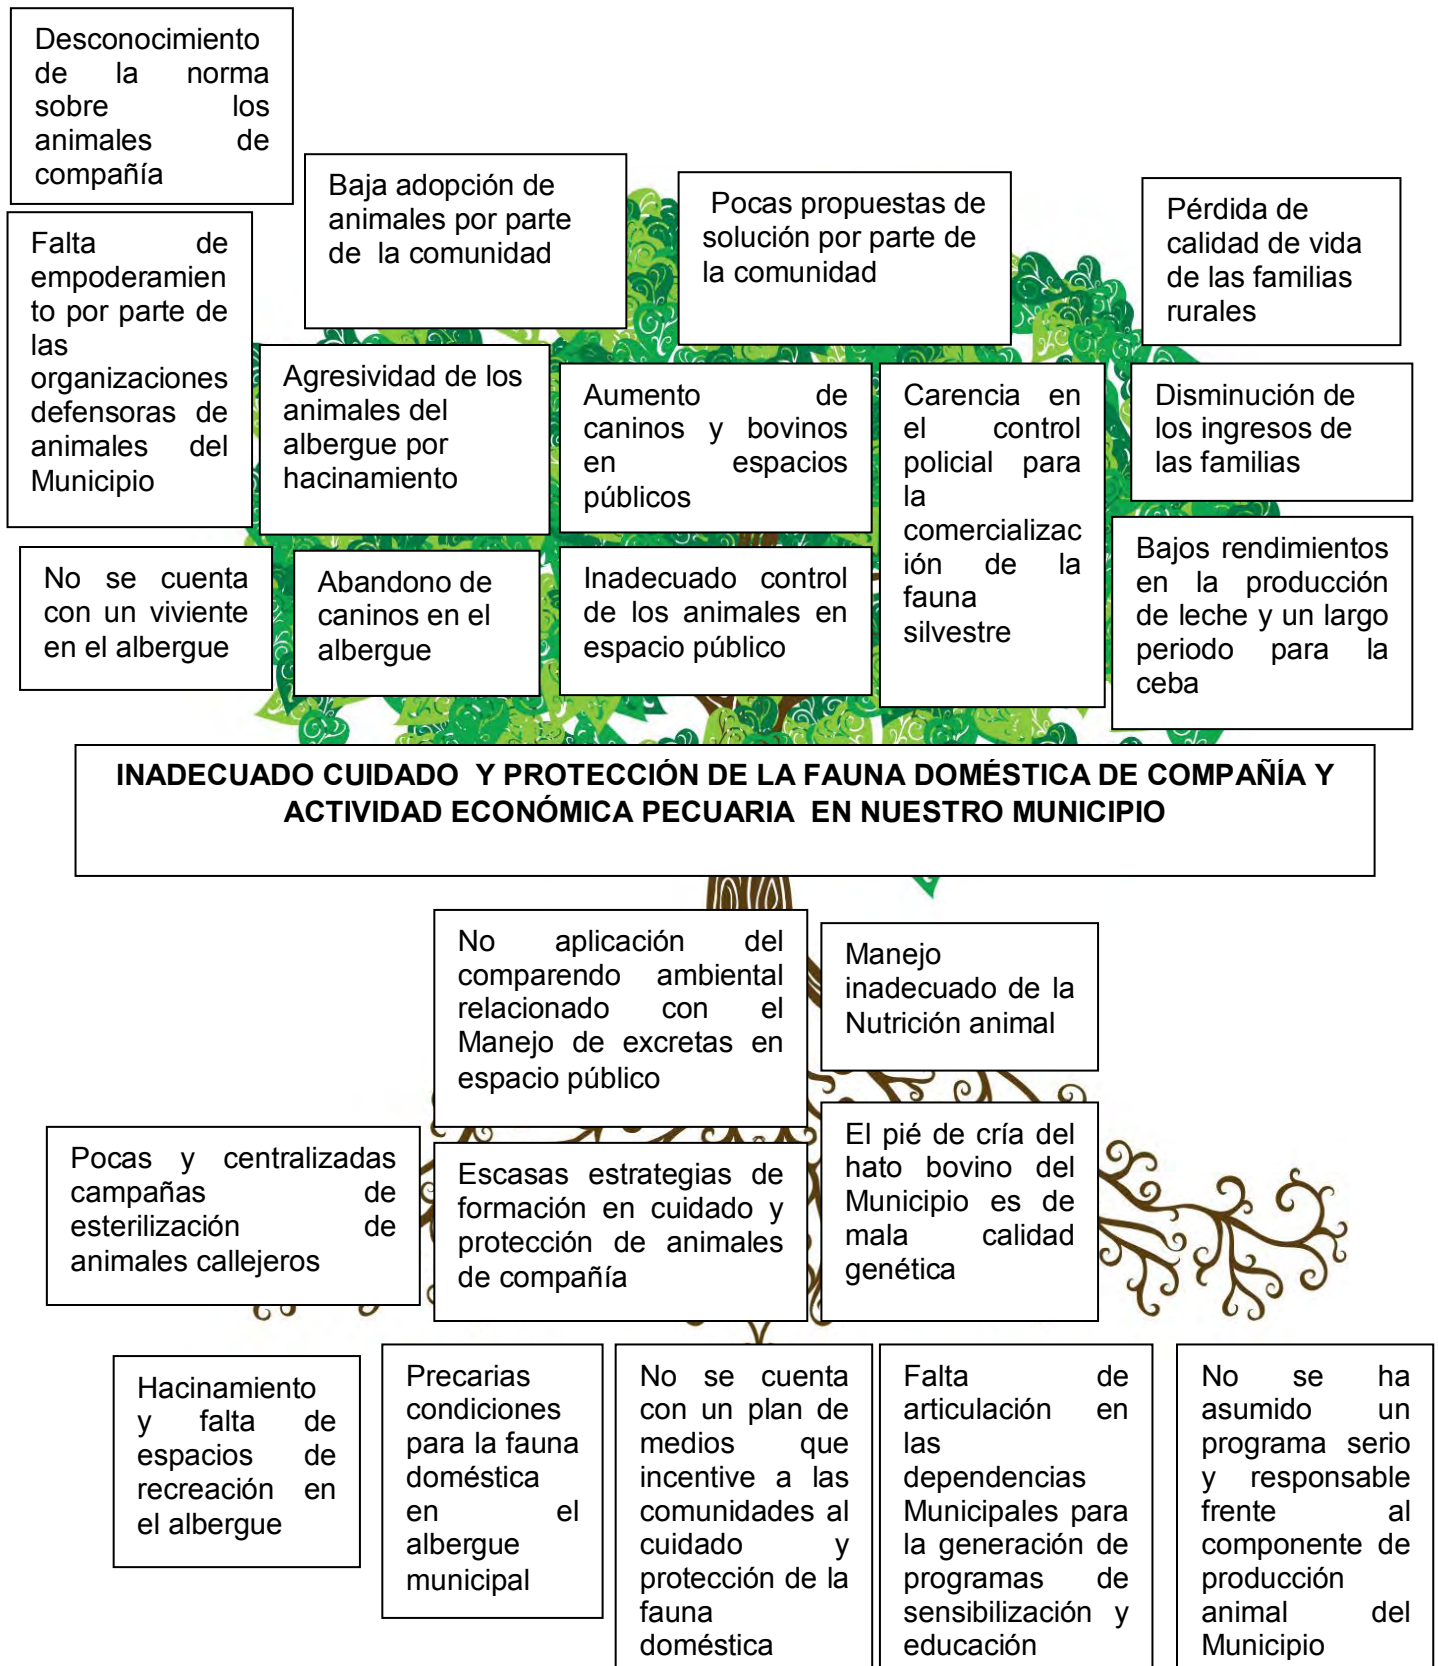 Desconocimiento
de la norma
sobre los
animales de
compañía
Baja adopción de
animales por parte
de la comunidad
Pocas propuestas de
solución por parte de
la comunidad
Pérdida de
calidad de vida
de las familias
rurales
Falta de
empoderamien
to por parte de
las
organizaciones
defensoras de
animales del
Municipio
Agresividad de los
animales del
albergue por
hacinamiento
Aumento de
caninos y bovinos
en espacios
públicos
Carencia en
el control
policial para
la
comercializac
ión de la
fauna
silvestre
Disminución de
los ingresos de
las familias
No se cuenta
con un viviente
en el albergue
Abandono de
caninos en el
albergue
Inadecuado control
de los animales en
espacio público
Bajos rendimientos
en la producción
de leche y un largo
periodo para la
ceba
INADECUADO CUIDADO Y PROTECCIÓN DE LA FAUNA DOMÉSTICA DE COMPAÑÍA Y
ACTIVIDAD ECONÓMICA PECUARIA EN NUESTRO MUNICIPIO
No aplicación del
comparendo ambiental
relacionado con el
Manejo de excretas en
espacio público
Manejo
inadecuado de la
Nutrición animal
Pocas y centralizadas
campañas de
esterilización de
animales callejeros
Escasas estrategias de
formación en cuidado y
protección de animales
de compañía
El pié de cría del
hato bovino del
Municipio es de
mala calidad
genética
Hacinamiento
y falta de
espacios de
recreación en
el albergue
Precarias
condiciones
para la fauna
doméstica
en el
albergue
municipal
No se cuenta
con un plan de
medios que
incentive a las
comunidades al
cuidado y
protección de la
fauna
doméstica
Falta de
articulación en
las
dependencias
Municipales para
la generación de
programas de
sensibilización y
educación
No se ha
asumido un
programa serio
y responsable
frente al
componente de
producción
animal del
Municipio